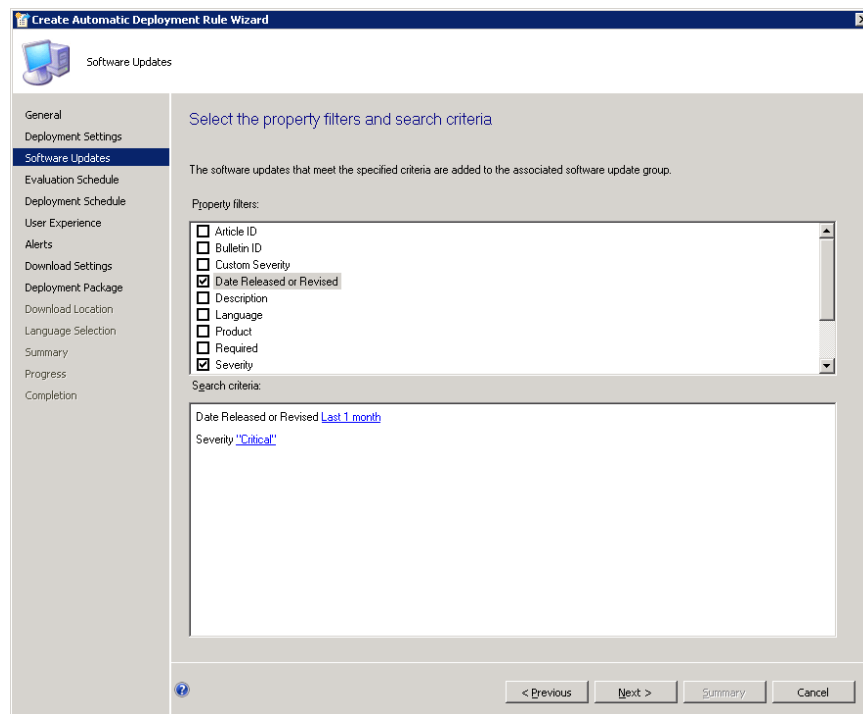 Create Automatic Deployment Rule Wizard
Software Updates
General
Deployment Settings
Software Updates
Evaluation Schedule
Deployment Schedule
User Experience
Alerts
Download Settings
Deployment Package
Download Location
Language Selection
Summary
Progress
Completion
Select the property filters and search criteria
The software updates that meet the specified criteria are added to the associated software update group.
Property filters:
Article ID
Bulletin ID
Custom Severity
Date Released or Revised
Description
Language
Product
Required
Severity
Search criteria:
Date Released or Revised Last 1 month
Severity "Critical"
< Previous
Next >
Summary
Cancel